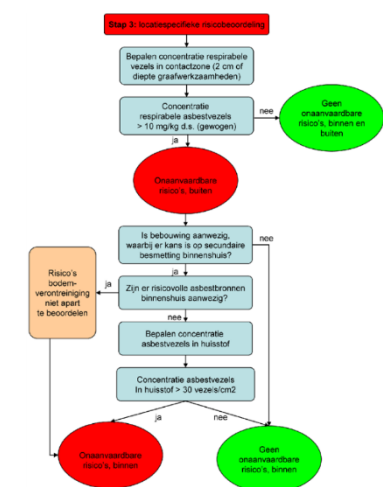 Stap 3: locatiespecifieke risicobeoordeling
Bepalen concentratie respirabele
vezels in contactzone (2 cm of
diepte graafwerkzaamheden)
Concentratie
respirabele asbestvezels
> 10 mg/kg d.s. (gewogen)
nee
Geen
onaanvaardbare
risico's, binnen en
buiten
ja
Onaanvaardbare
risico's, buiten
Is bebouwing aanwezig,
waarbij er kans is op secundaire
besmetting binnenshuis?
nee
ja
Risico's
bodem-
verontreiniging
niet apart
te beoordelen
ja
Zijn er risicovolle asbestbronnen
binnenshuis aanwezig?
nee
Bepalen concentratie
asbestvezels in huisstof
Concentratie asbestvezels
In huisstof > 30 vezels/cm2
ja
nee
Onaanvaardbare
risico's, binnen
Geen
onaanvaardbare
risico's, binnen